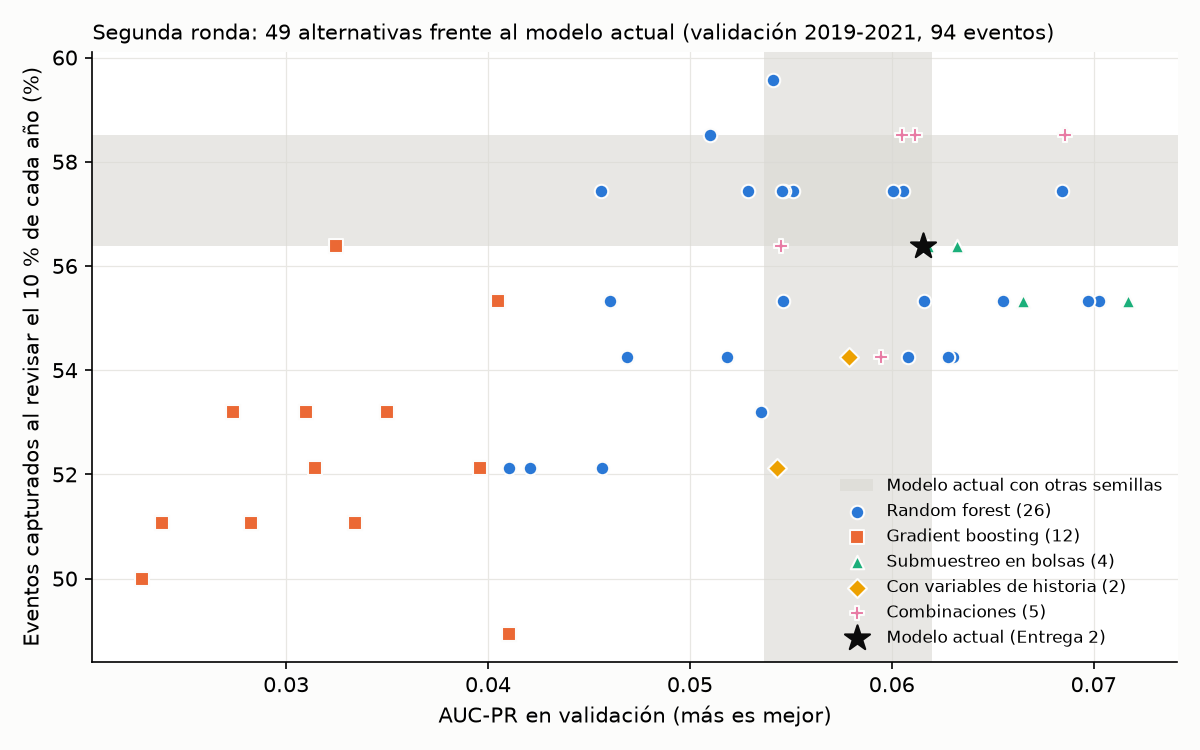 Segunda ronda: 49 alternativas frente al modelo actual (validación 2019-2021, 94 eventos)
Eventos capturados al revisar el 10 % de cada año (%)
60
58
56
54
52
50
Modelo actual con otras semillas
Random forest (26)
Gradient boosting (12)
Submuestreo en bolsas (4)
Con variables de historia (2)
Combinaciones (5)
Modelo actual (Entrega 2)
0.03 0.04 0.05 0.06 0.07
AUC-PR en validación (más es mejor)